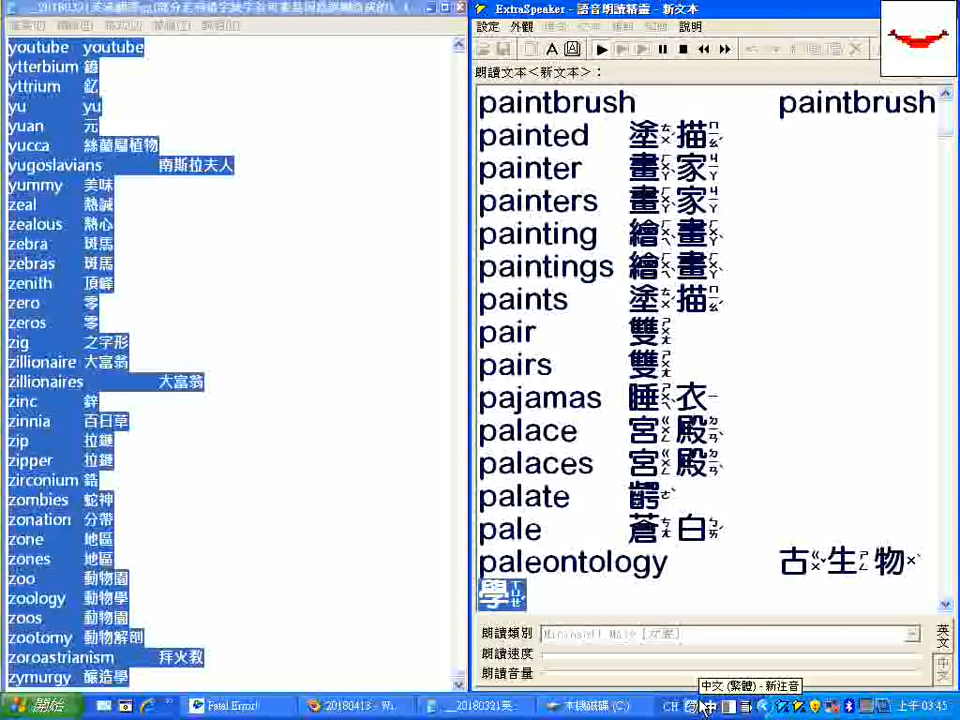 youtube youtube
ytterbium 鐿
yttrium 釔
yu yu
yuan 元
yucca 絲蘭屬植物
yugoslavians 南斯拉夫人
yummy 美味
zeal 熱誠
zealous 熱心
zebra 斑馬
zebras 斑馬
zenith 頂峰
zero 零
zeros 零
zig 之字形
zillionaire 大富翁
zillionaires 大富翁
zinc 鋅
zinnia 百日草
zip 拉鏈
zipper 拉鏈
zirconium 鋯
zombies 蛇神
zonation 分帶
zone 地區
zones 地區
zoo 動物園
zoology 動物學
zoos 動物園
zootomy 動物解剖
zoroastrianism 拜火教
zymurgy 釀造學
ExtraSpeaker - 語音朗讀精靈 - 新文本
設定 外觀 說明
朗讀文本<新文本>：
paintbrush paintbrush
painted 塗描
painter 畫家
painters 畫家
painting 繪畫
paintings 繪畫
paints 塗描
pair 雙
pairs 雙
pajamas 睡衣
palace 宮殿
palaces 宮殿
palate 齶
pale 蒼白
paleontology 古生物
學
朗讀類別
朗讀速度
朗讀音量
英文
中文
中文 (繁體) - 新注音
開始
Fatal Error!
20180413 - Wi...
__20180321英...
本機磁碟 (C:)
CH
上午 03:45